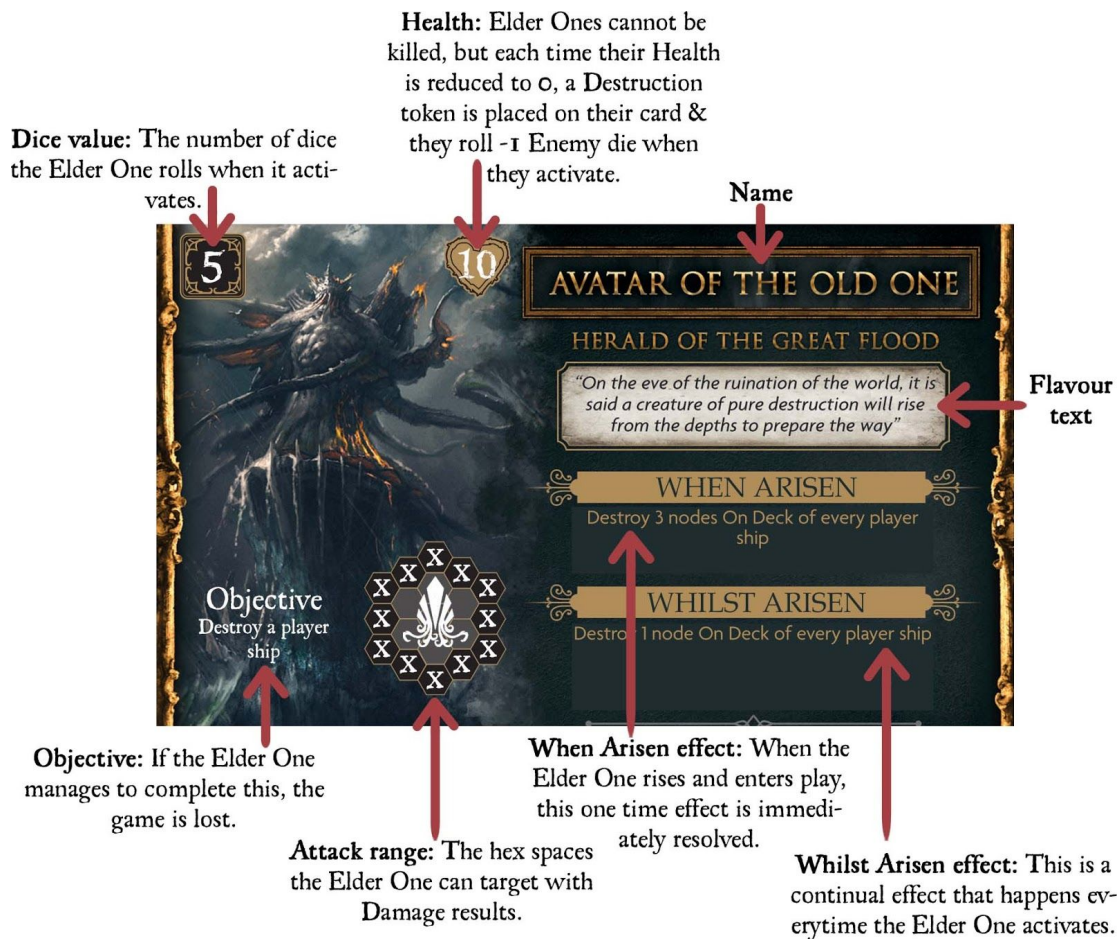 Health: Elder Ones cannot be
killed, but each time their Health
is reduced to 0, a Destruction
token is placed on their card &
they roll -1 Enemy die when
they activate.
Dice value: The number of dice
the Elder One rolls when it acti-
vates.
Name
5
10
AVATAR OF THE OLD ONE
HERALD OF THE GREAT FLOOD
"On the eve of the ruination of the world, it is
said a creature of pure destruction will rise
from the depths to prepare the way"
Flavour
text
WHEN ARISEN
Destroy 3 nodes On Deck of every player
ship
WHILST ARISEN
Destroy 1 node On Deck of every player ship
Objective
Destroy a player
ship
X
X X
X X
X X
X X
X X
X
Objective: If the Elder One
manages to complete this, the
game is lost.
Attack range: The hex spaces
the Elder One can target with
Damage results.
When Arisen effect: When the
Elder One rises and enters play,
this one time effect is immedi-
ately resolved.
Whilst Arisen effect: This is a
continual effect that happens ev-
erytime the Elder One activates.